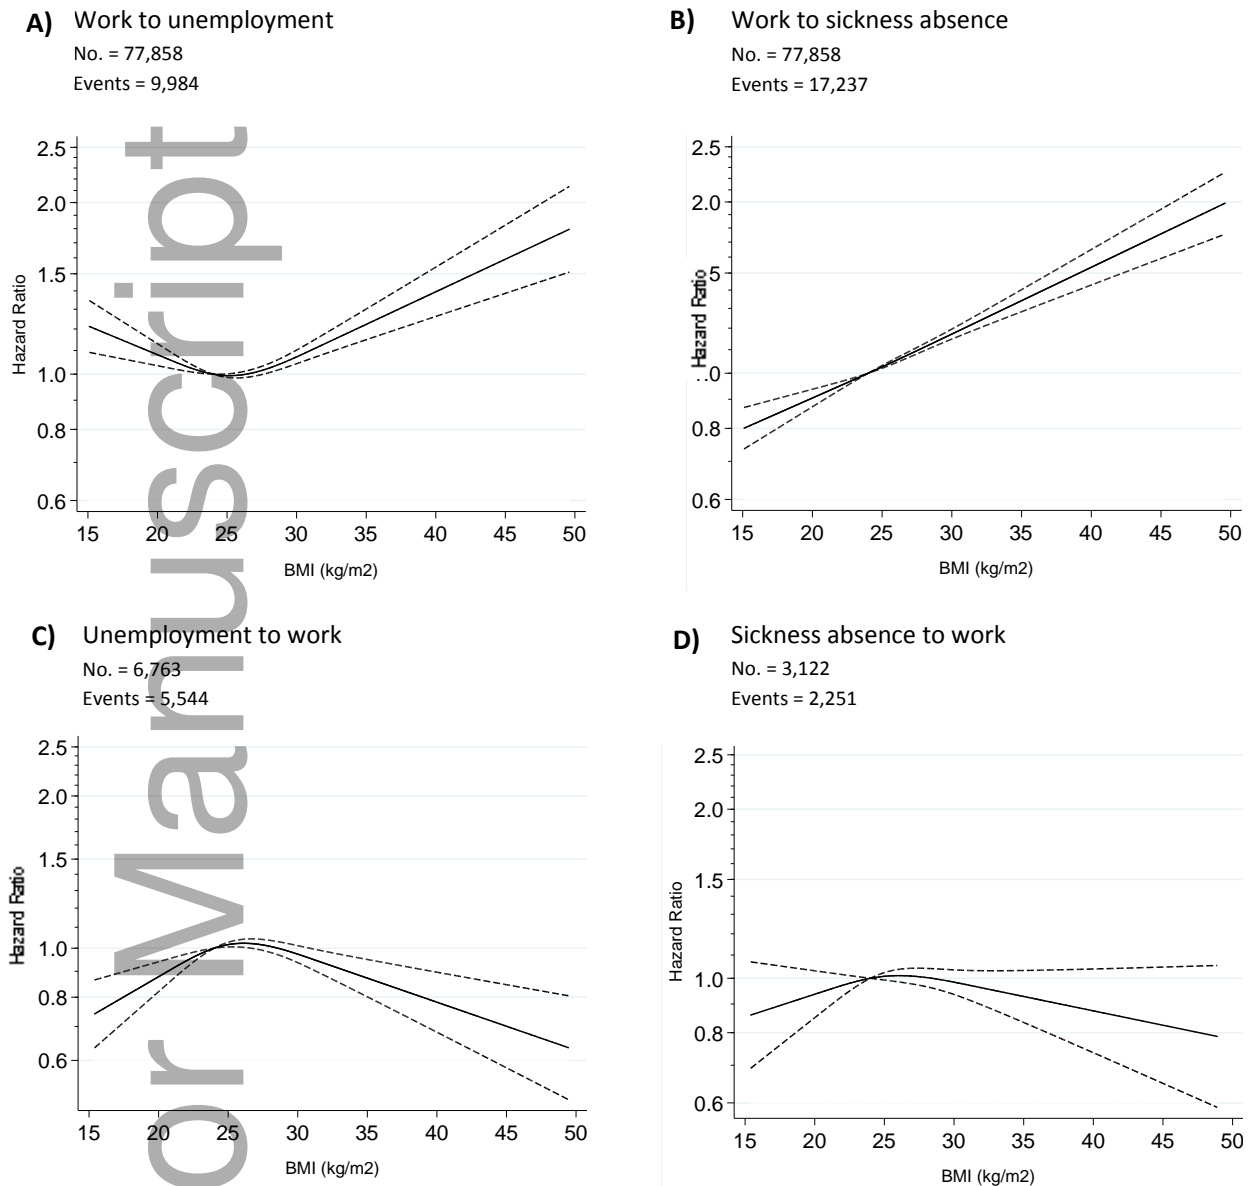 A) Work to unemployment
No. = 77,858
Events = 9,984
2.5
2.0
1.5
1.0
0.8
0.6
Hazard Ratio
15 20 25 30 35 40 45 50
BMI (kg/m2)
B) Work to sickness absence
No. = 77,858
Events = 17,237
2.5
2.0
.5
.0
0.8
0.6
Hazard Ratio
15 20 25 30 35 40 45 50
BMI (kg/m2)
C) Unemployment to work
No. = 6,763
Events = 5,544
2.5
2.0
1.5
1.0
0.8
0.6
Hazard Ratio
15 20 25 30 35 40 45 50
BMI (kg/m2)
D) Sickness absence to work
No. = 3,122
Events = 2,251
2.5
2.0
1.5
1.0
0.8
0.6
Hazard Ratio
15 20 25 30 35 40 45 50
BMI (kg/m2)
or Manuscript